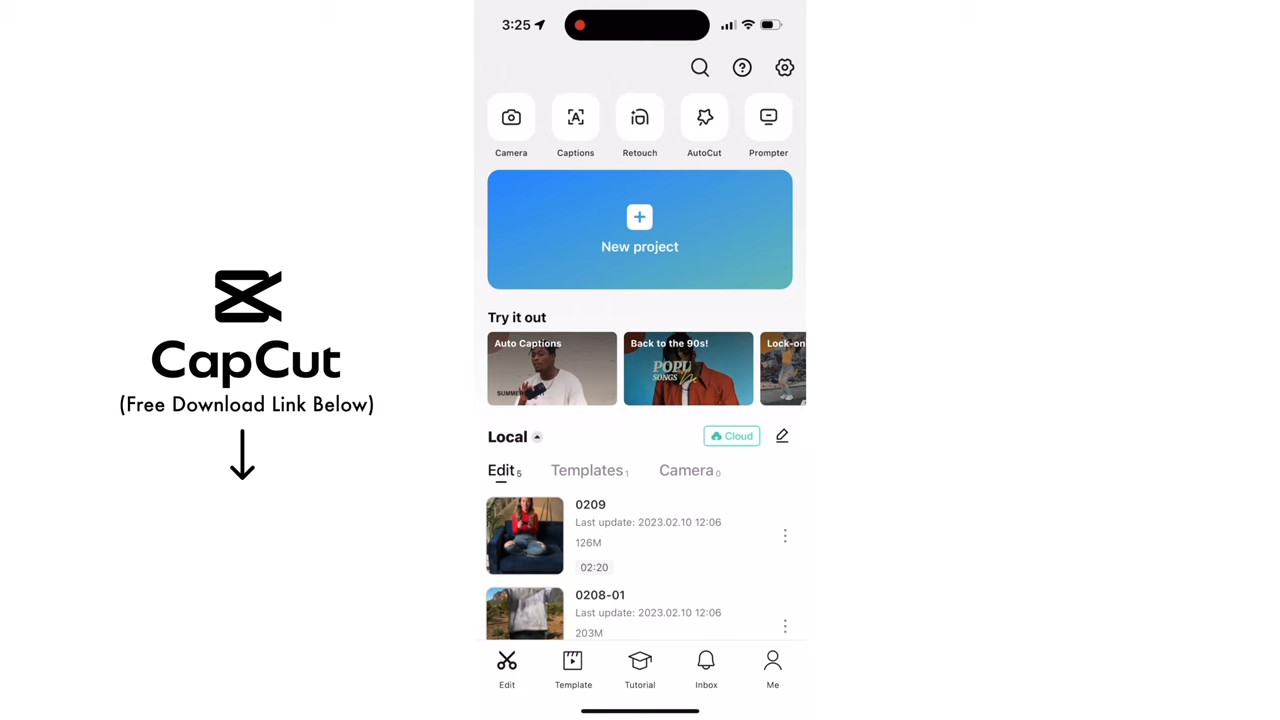 3:25
Camera
Captions
Retouch
AutoCut
Prompter
New project
Try it out
Auto Captions
Back to the 90s!
POPU
SONGS
Lock-on
Local
Cloud
Edit 5
Templates 1
Camera 0
0209
Last update: 2023.02.10 12:06
126M
02:20
0208-01
Last update: 2023.02.10 12:06
203M
Edit
Template
Tutorial
Inbox
Me
CapCut
(Free Download Link Below)